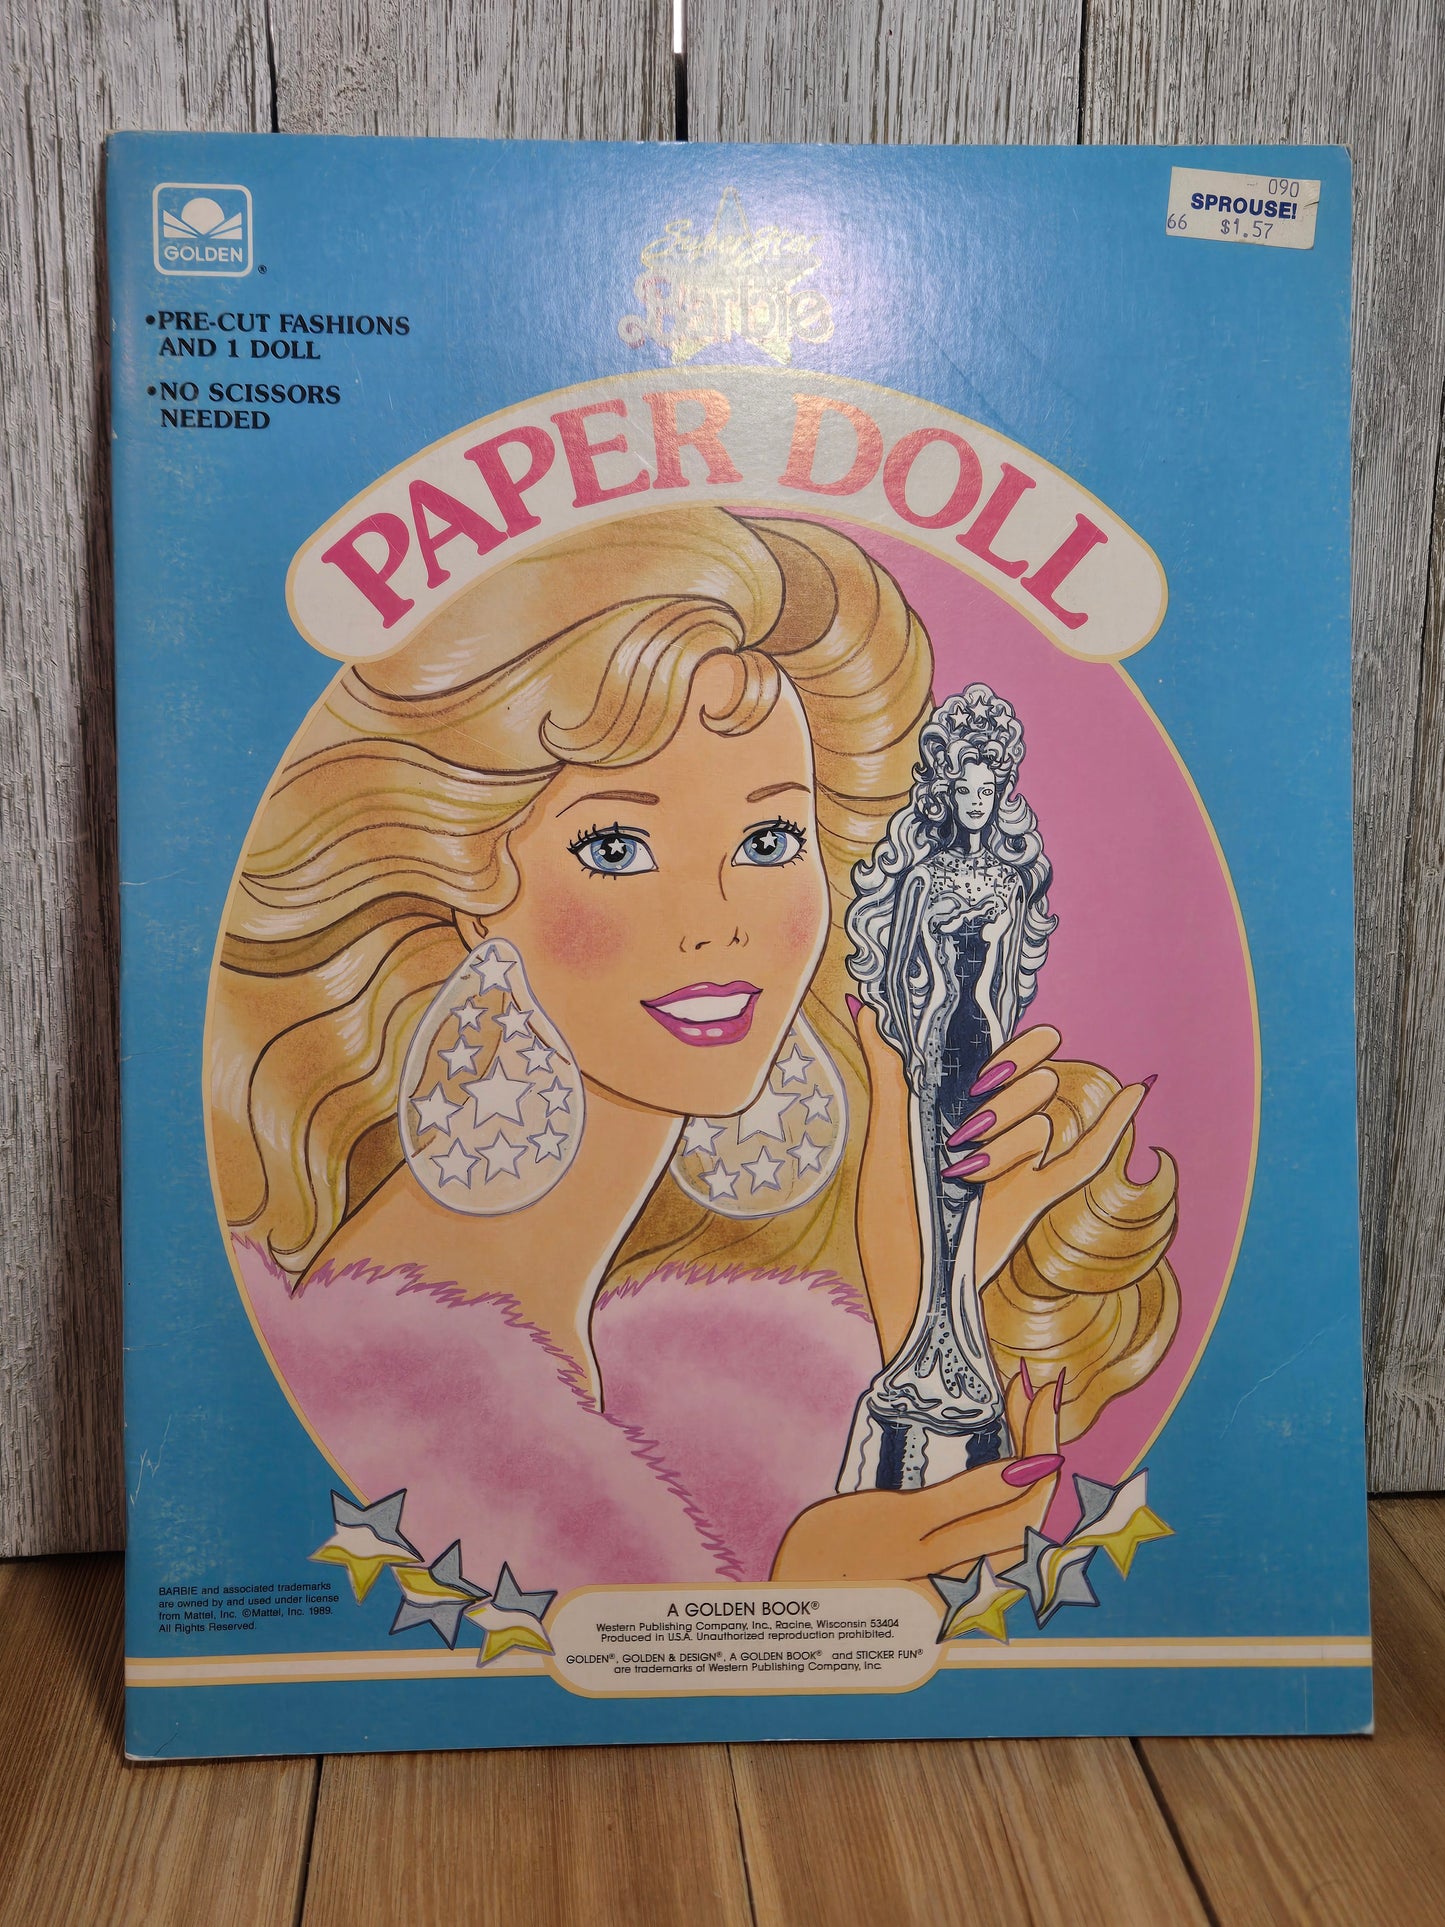 GOLDEN ®
•PRE-CUT FASHIONS
AND 1 DOLL
•NO SCISSORS
NEEDED
SuperStar
Barbie
090
SPROUSE!
66 $1.57
PAPER DOLL
BARBIE and associated trademarks
are owned by and used under license
from Mattel, Inc. ©Mattel, Inc. 1989.
All Rights Reserved.
A GOLDEN BOOK®
Western Publishing Company, Inc., Racine, Wisconsin 53404
Produced in U.S.A. Unauthorized reproduction prohibited.
GOLDEN®, GOLDEN & DESIGN®, A GOLDEN BOOK® and STICKER FUN®
are trademarks of Western Publishing Company, Inc.